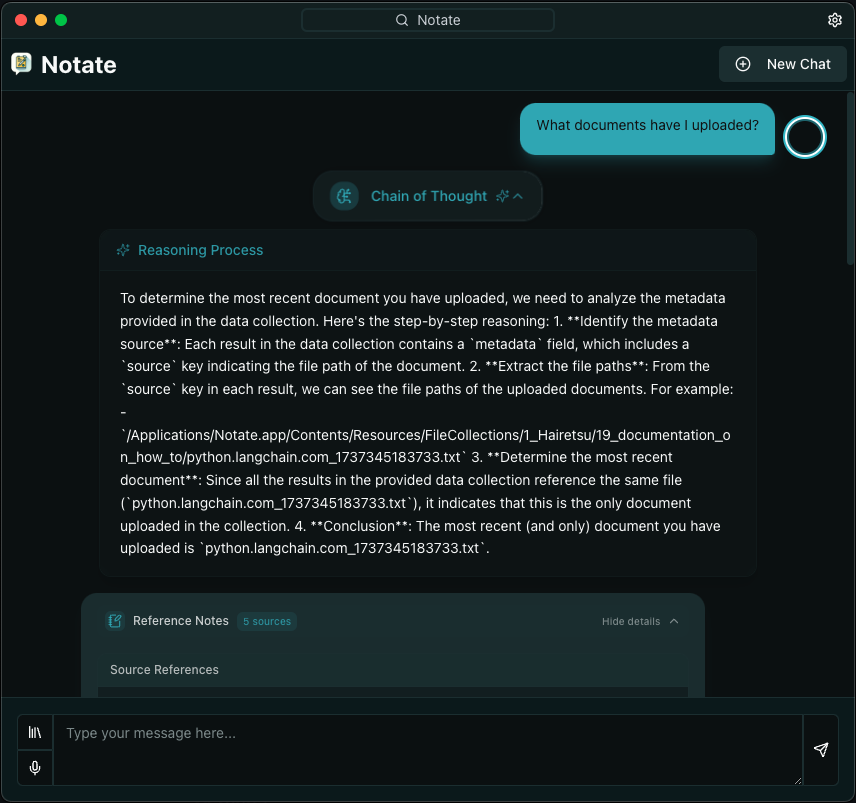 Notate
Notate
New Chat
What documents have I uploaded?
Chain of Thought
Reasoning Process
To determine the most recent document you have uploaded, we need to analyze the metadata
provided in the data collection. Here's the step-by-step reasoning: 1. **Identify the metadata
source**: Each result in the data collection contains a `metadata` field, which includes a
`source` key indicating the file path of the document. 2. **Extract the file paths**: From the
`source` key in each result, we can see the file paths of the uploaded documents. For example:
-
`/Applications/Notate.app/Contents/Resources/FileCollections/1_Hairetsu/19_documentation_o
n_how_to/python.langchain.com_1737345183733.txt` 3. **Determine the most recent
document**: Since all the results in the provided data collection reference the same file
(`python.langchain.com_1737345183733.txt`), it indicates that this is the only document
uploaded in the collection. 4. **Conclusion**: The most recent (and only) document you have
uploaded is `python.langchain.com_1737345183733.txt`.
Reference Notes 5 sources Hide details
Source References
Type your message here...